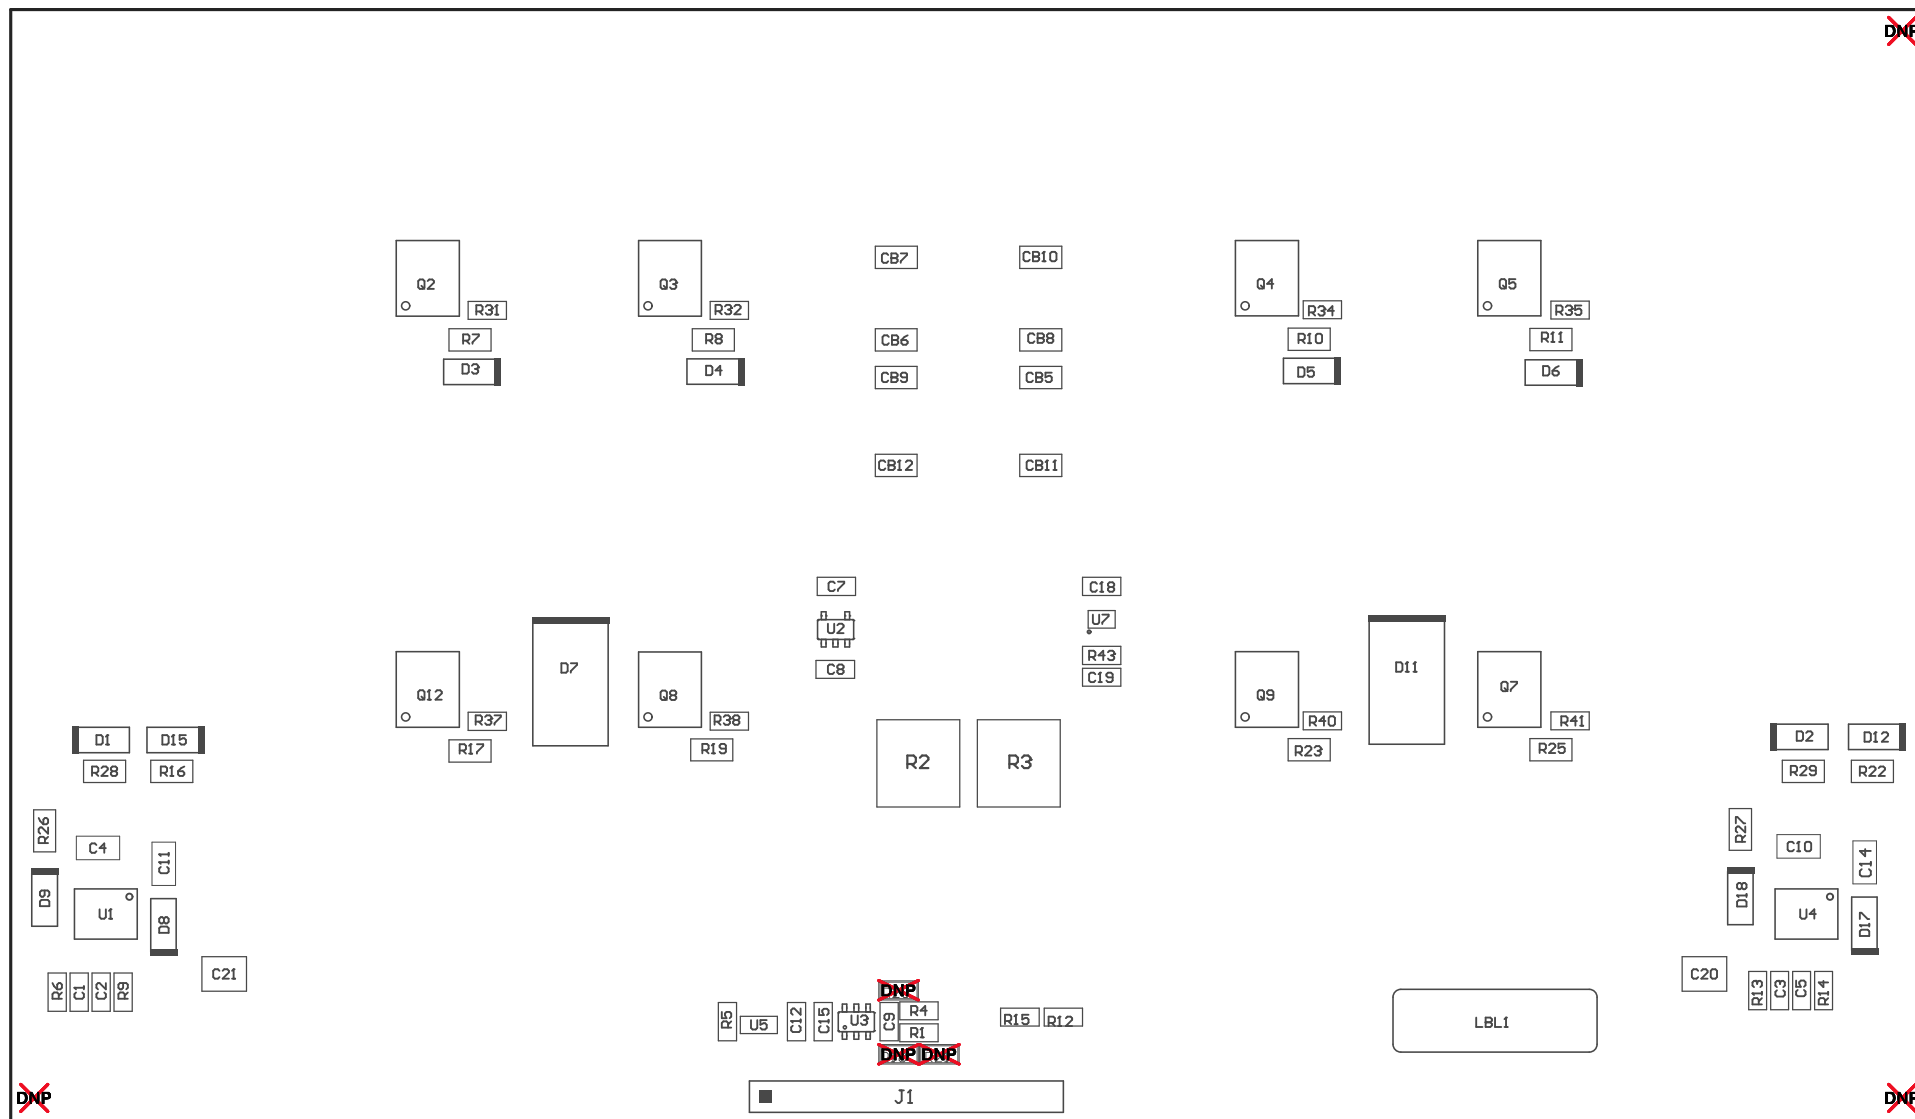 DNP
CB7 CB10
Q2 Q3 Q4 Q5
R31 R32 R34 R35
R7 R8 CB6 CB8 R10 R11
D3 D4 CB9 CB5 D5 D6
CB12 CB11
C7 C18
U2 U7
R43
D7 C8 C19 D11
Q12 Q8 Q9 Q7
R37 R38 R40 R41
D1 D15 R17 R19 R23 R25 D2 D12
R28 R16 R2 R3 R29 R22
R26 R27
C4 C11 C10 C14
D9 U1 D8 D18 U4 D17
C21 C20
R6 C1 C2 R9 DNP R13 C3 C5 R14
R4
R5 U5 C12 C15 U3 C9 R15 R12 LBL1
R1
DNP DNP
DNP J1 DNP